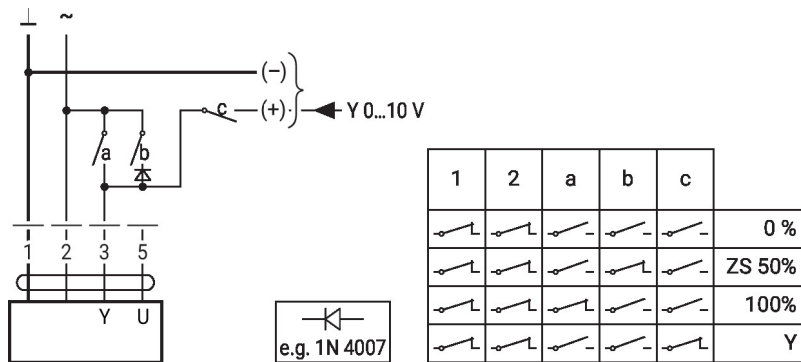 ⊥ ~
(–)
c (+) Y 0...10 V
a b
1 2 3 5
Y U
e.g. 1N 4007
1 2 a b c
0 %
ZS 50%
100%
Y